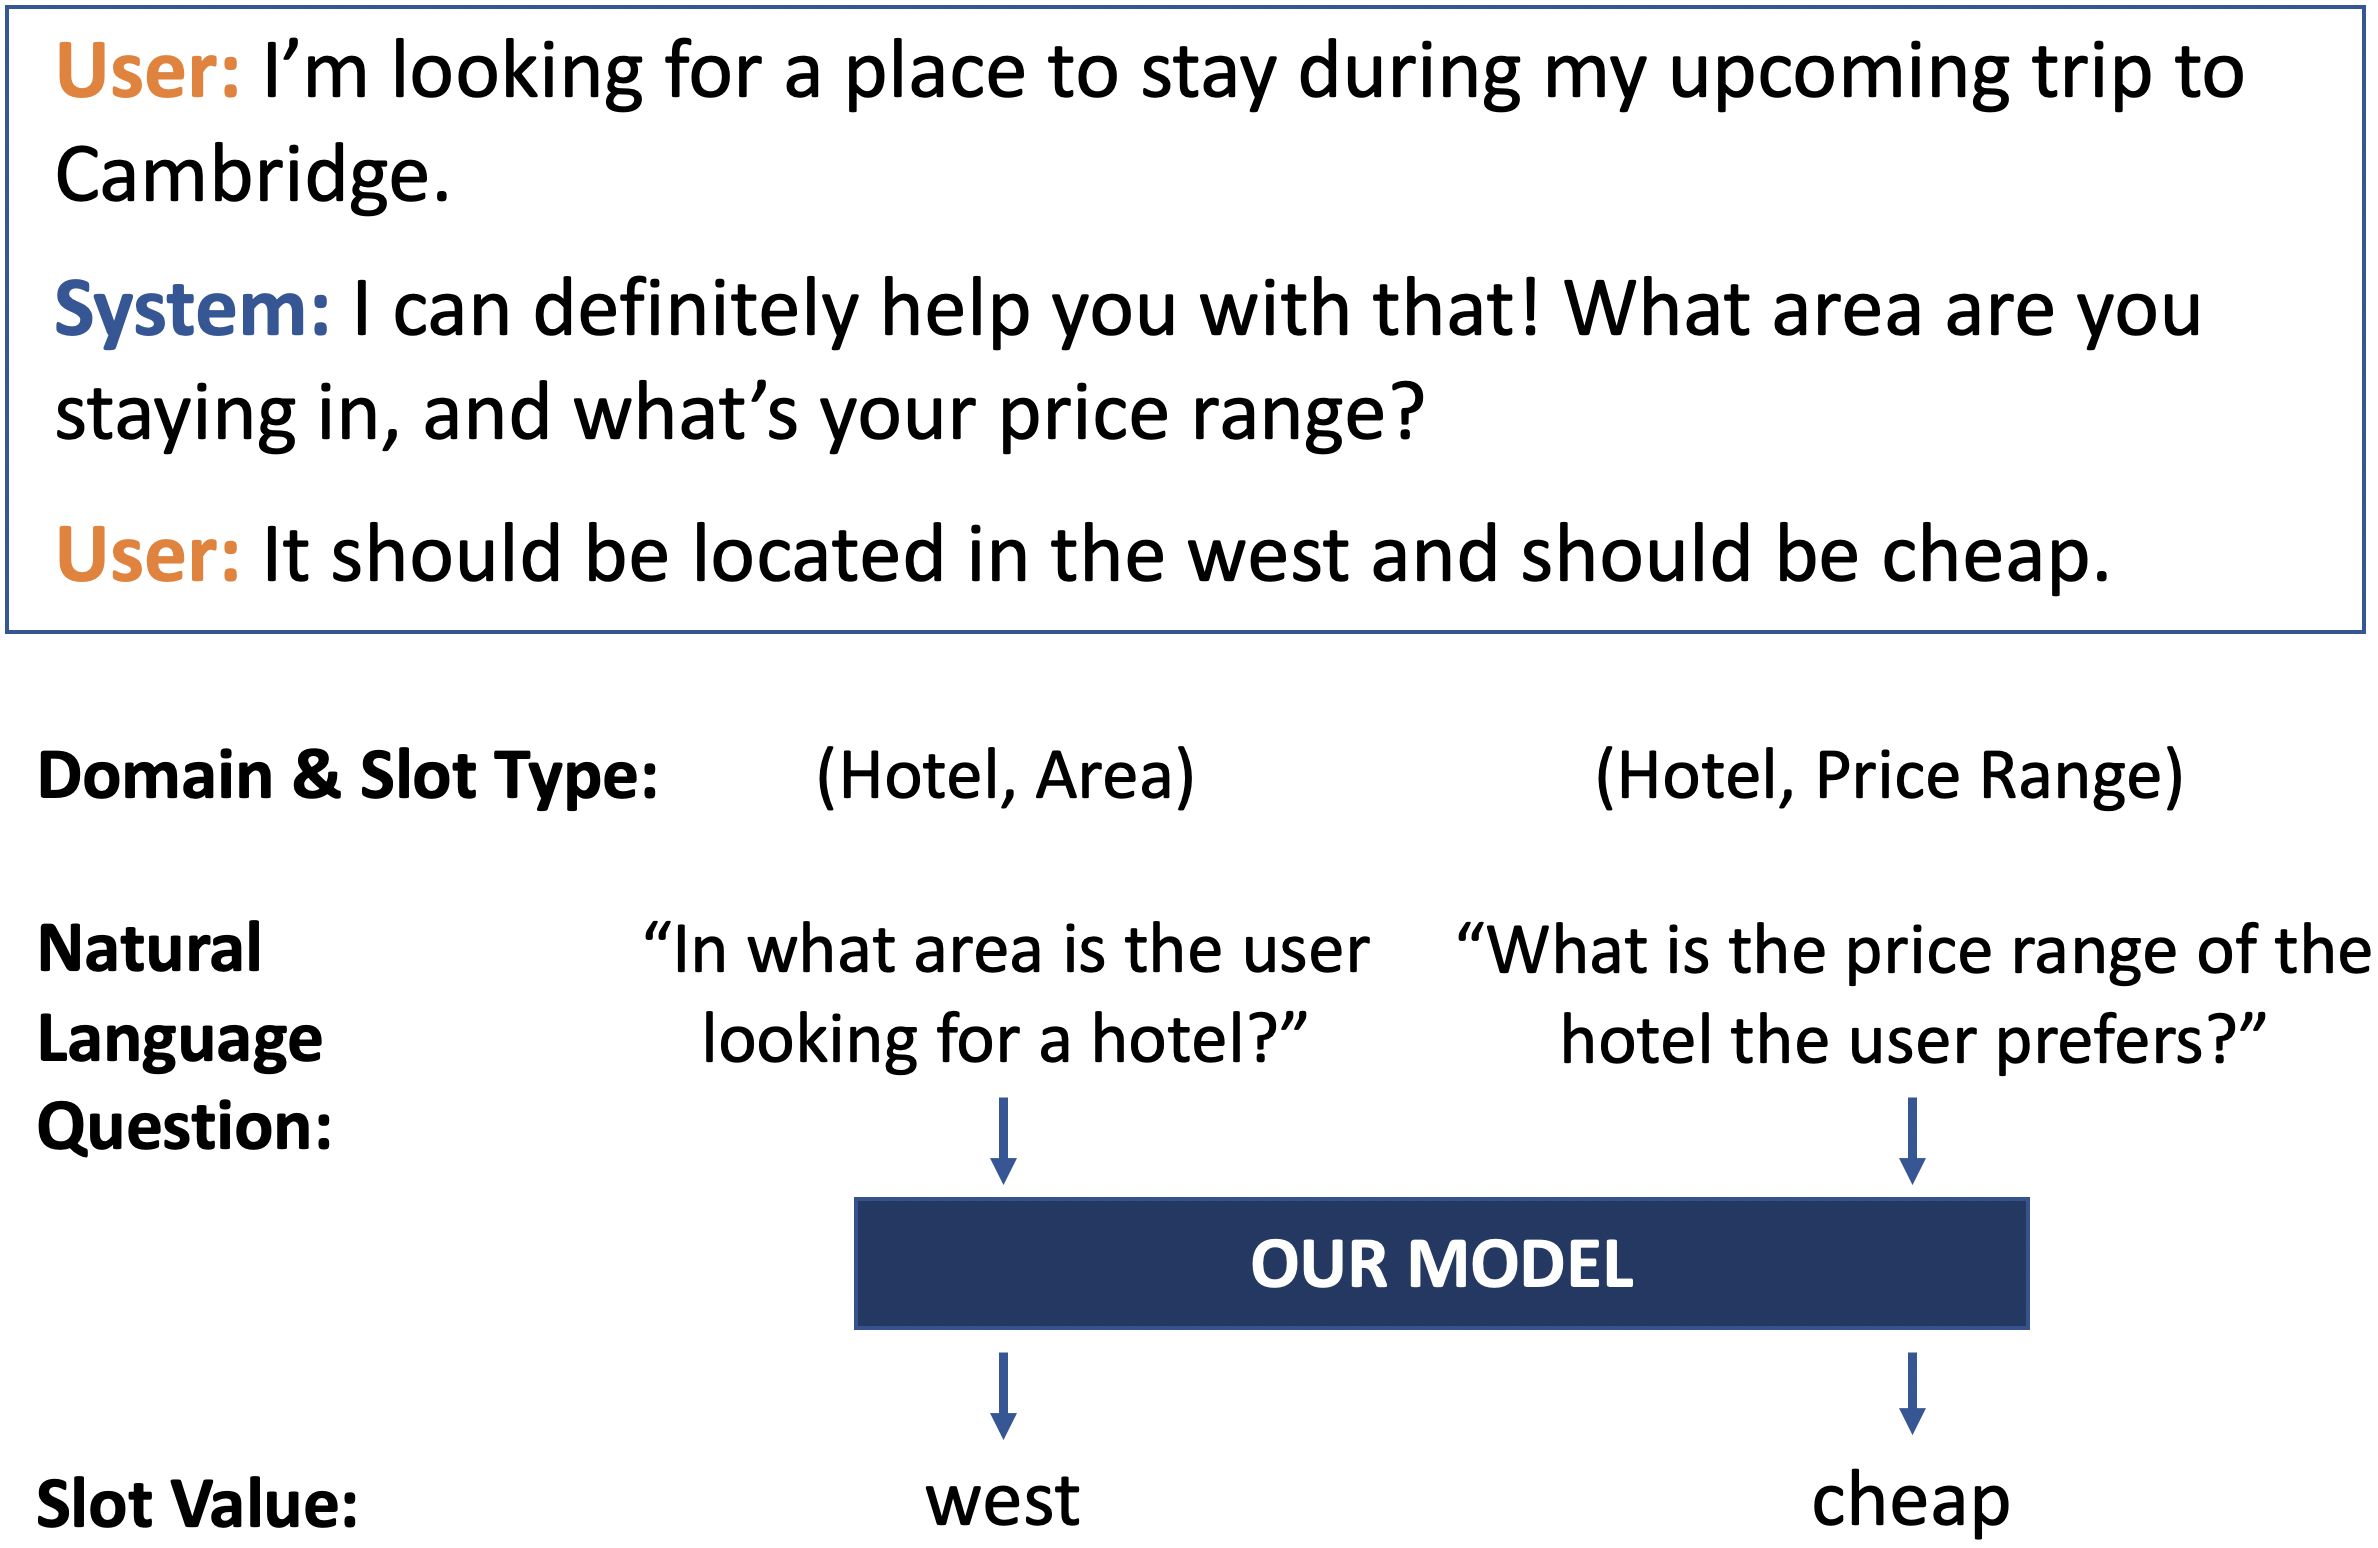 User: I’m looking for a place to stay during my upcoming trip to
Cambridge.
System: I can definitely help you with that! What area are you
staying in, and what’s your price range?
User: It should be located in the west and should be cheap.
Domain & Slot Type: (Hotel, Area) (Hotel, Price Range)
Natural
Language
Question:
“In what area is the user
looking for a hotel?”
“What is the price range of the
hotel the user prefers?”
OUR MODEL
Slot Value: west cheap